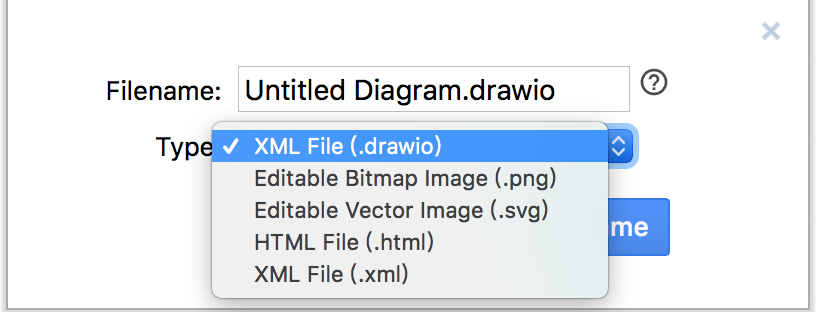 Filename: Untitled Diagram.drawio
Type
✓ XML File (.drawio)
Editable Bitmap Image (.png)
Editable Vector Image (.svg)
HTML File (.html)
XML File (.xml)
me